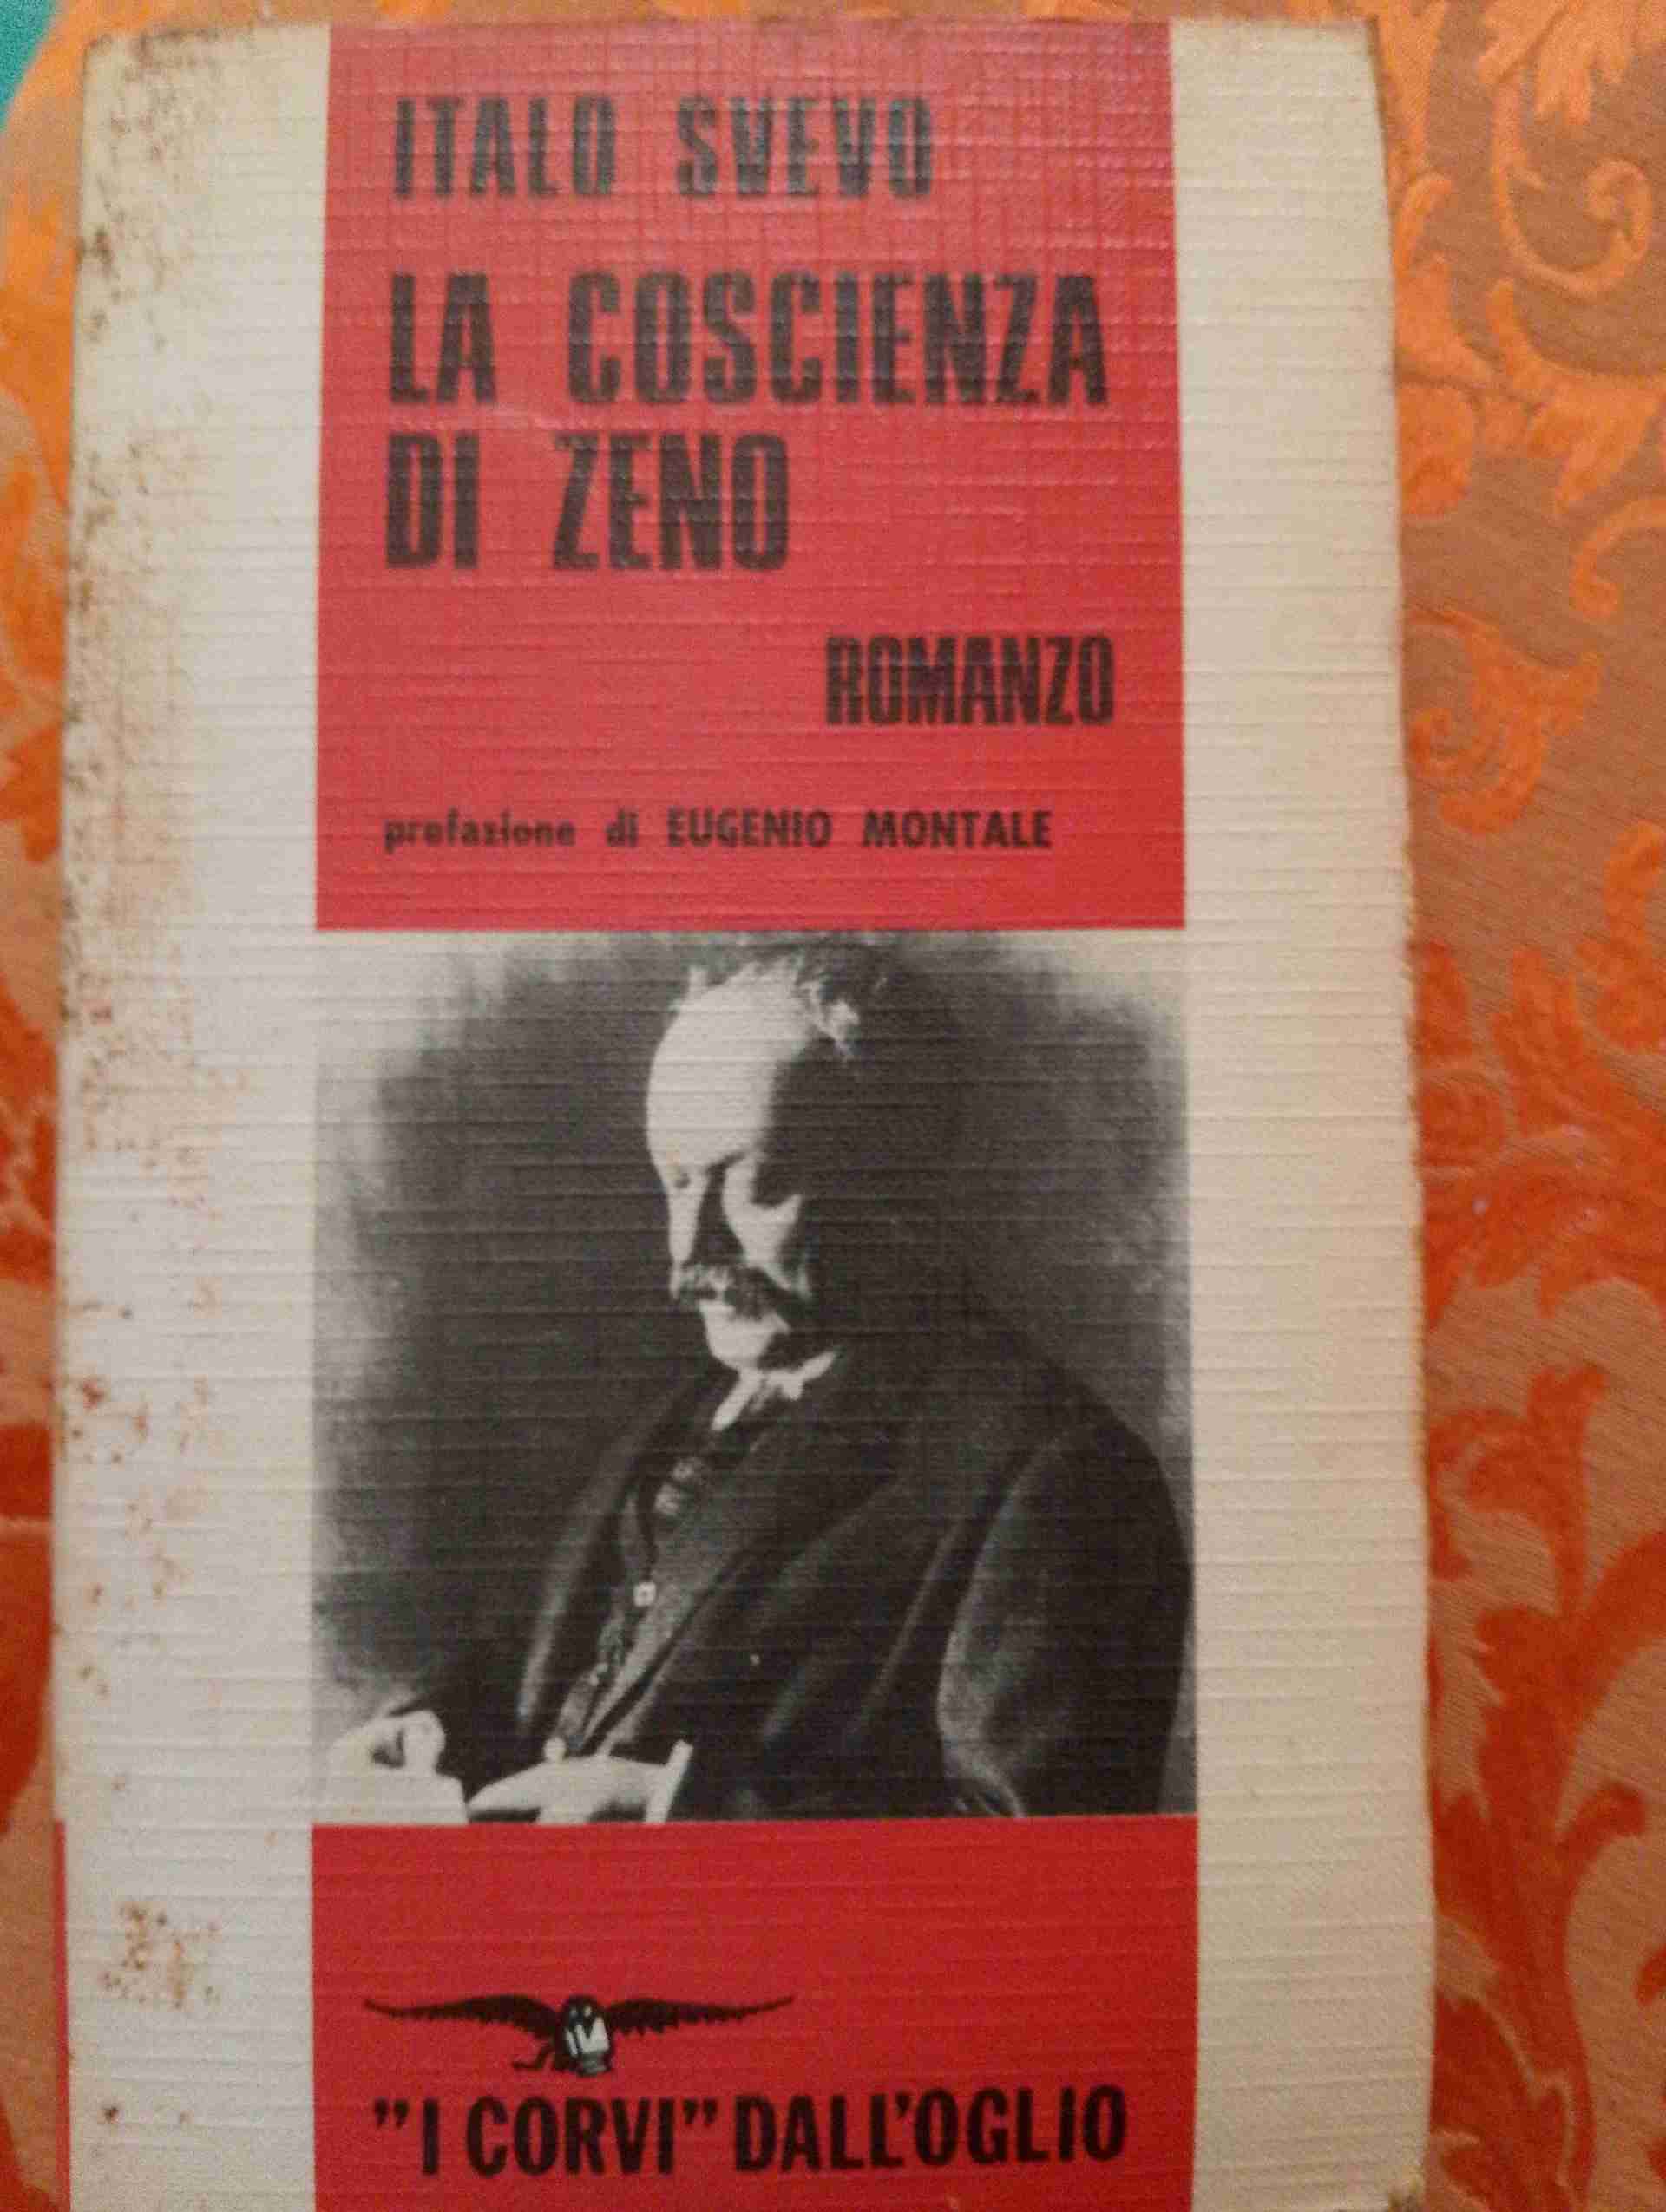 ITALO SVEVO
LA COSCIENZA
DI ZENO
ROMANZO
prefazione di EUGENIO MONTALE
"I CORVI" DALL'OGLIO